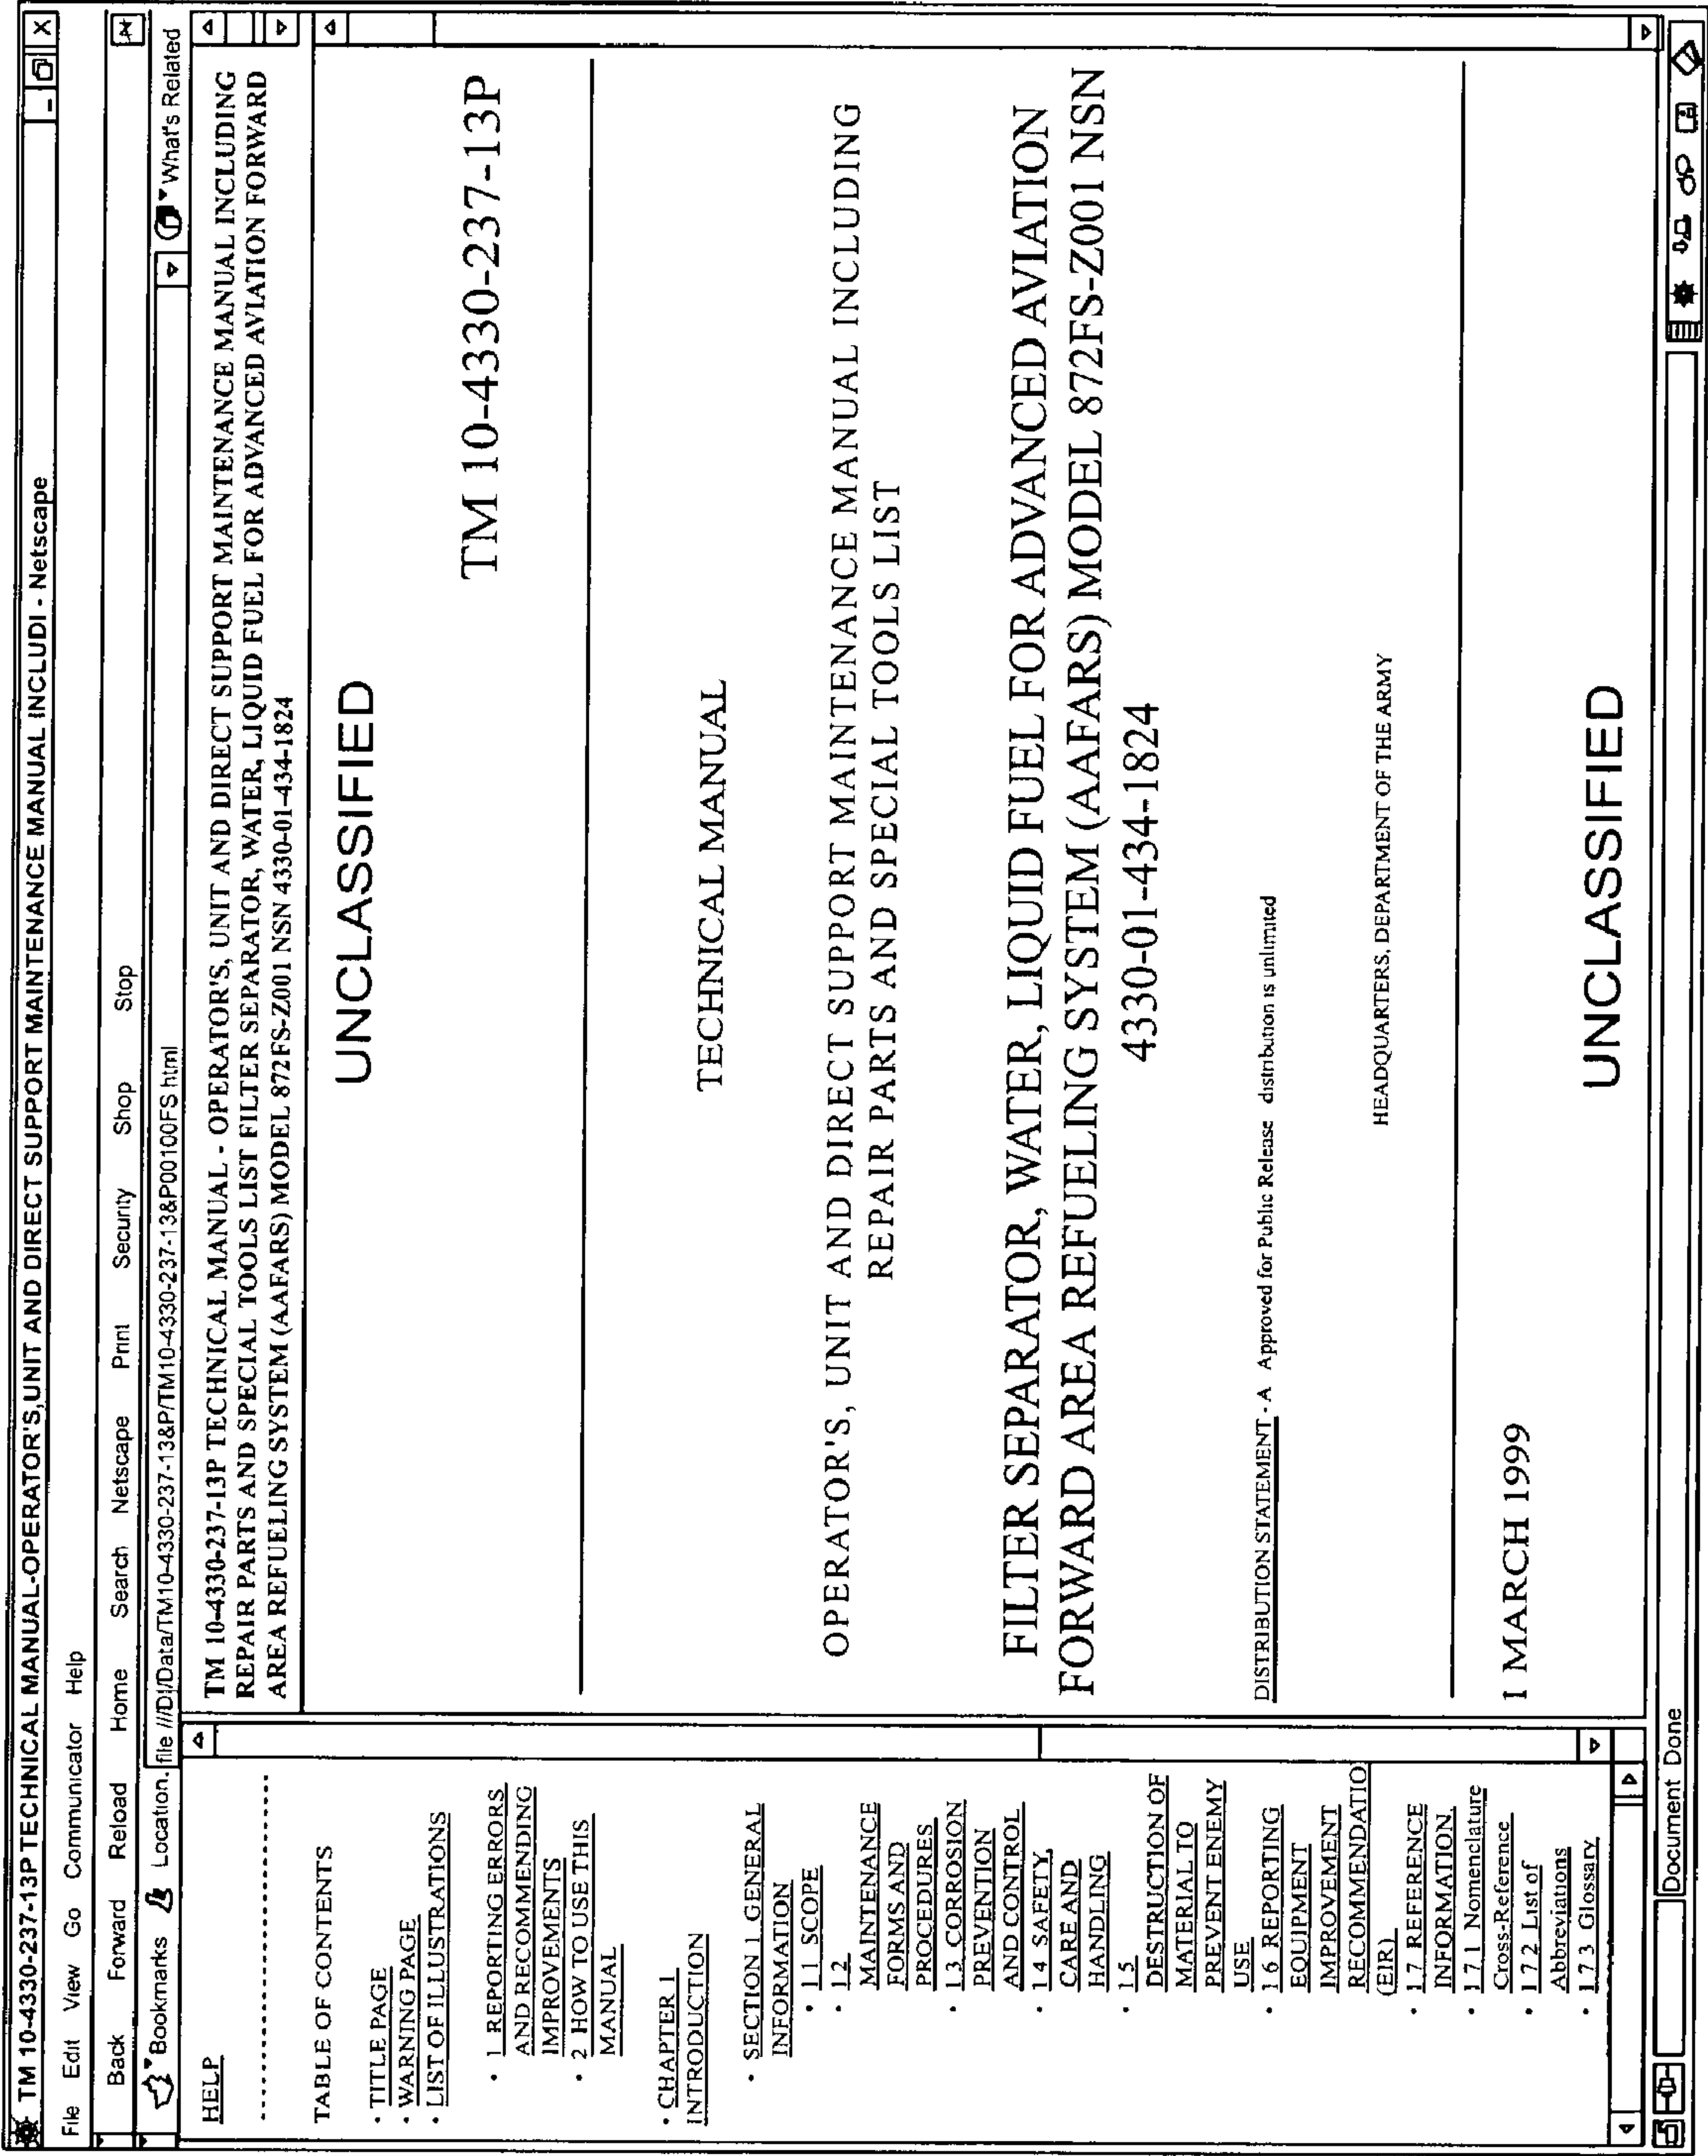 TM 10-4330-237-13P TECHNICAL MANUAL-OPERATOR'S,UNIT AND DIRECT SUPPORT MAINTENANCE MANUAL INCLUDI - Netscape
File Edit View Go Communicator Help
Back Forward Reload Home Search Netscape Print Security Shop Stop
Bookmarks Location. file ///D|/Data/TM10-4330-237-13&P/TM10-4330-237-13&P00100FS html What's Related
HELP
TABLE OF CONTENTS
· TITLE PAGE
· WARNING PAGE
· LIST OF ILLUSTRATIONS
· 1 REPORTING ERRORS
AND RECOMMENDING
IMPROVEMENTS
· 2 HOW TO USE THIS
MANUAL
· CHAPTER 1
INTRODUCTION
· SECTION 1. GENERAL
INFORMATION
· 1 1 SCOPE
· 1 2
MAINTENANCE
FORMS AND
PROCEDURES
· 1.3 CORROSION
PREVENTION
AND CONTROL
· 1 4 SAFETY,
CARE AND
HANDLING
· 1 5
DESTRUCTION OF
MATERIAL TO
PREVENT ENEMY
USE
· 1 6 REPORTING
EQUIPMENT
IMPROVEMENT
RECOMMENDATIO
(EIR)
· 1.7 REFERENCE
INFORMATION.
· 1 7.1 Nomenclature
Cross-Reference
· 1 7 2 List of
Abbreviations
· 1 7 3 Glossary
TM 10-4330-237-13P TECHNICAL MANUAL - OPERATOR'S, UNIT AND DIRECT SUPPORT MAINTENANCE MANUAL INCLUDING
REPAIR PARTS AND SPECIAL TOOLS LIST FILTER SEPARATOR, WATER, LIQUID FUEL FOR ADVANCED AVIATION FORWARD
AREA REFUELING SYSTEM (AAFARS) MODEL 872FS-Z001 NSN 4330-01-434-1824
UNCLASSIFIED
TM 10-4330-237-13P
TECHNICAL MANUAL
OPERATOR'S, UNIT AND DIRECT SUPPORT MAINTENANCE MANUAL INCLUDING
REPAIR PARTS AND SPECIAL TOOLS LIST
FILTER SEPARATOR, WATER, LIQUID FUEL FOR ADVANCED AVIATION
FORWARD AREA REFUELING SYSTEM (AAFARS) MODEL 872FS-Z001 NSN
4330-01-434-1824
DISTRIBUTION STATEMENT - A Approved for Public Release distribution is unlimited
HEADQUARTERS, DEPARTMENT OF THE ARMY
1 MARCH 1999
UNCLASSIFIED
Document Done